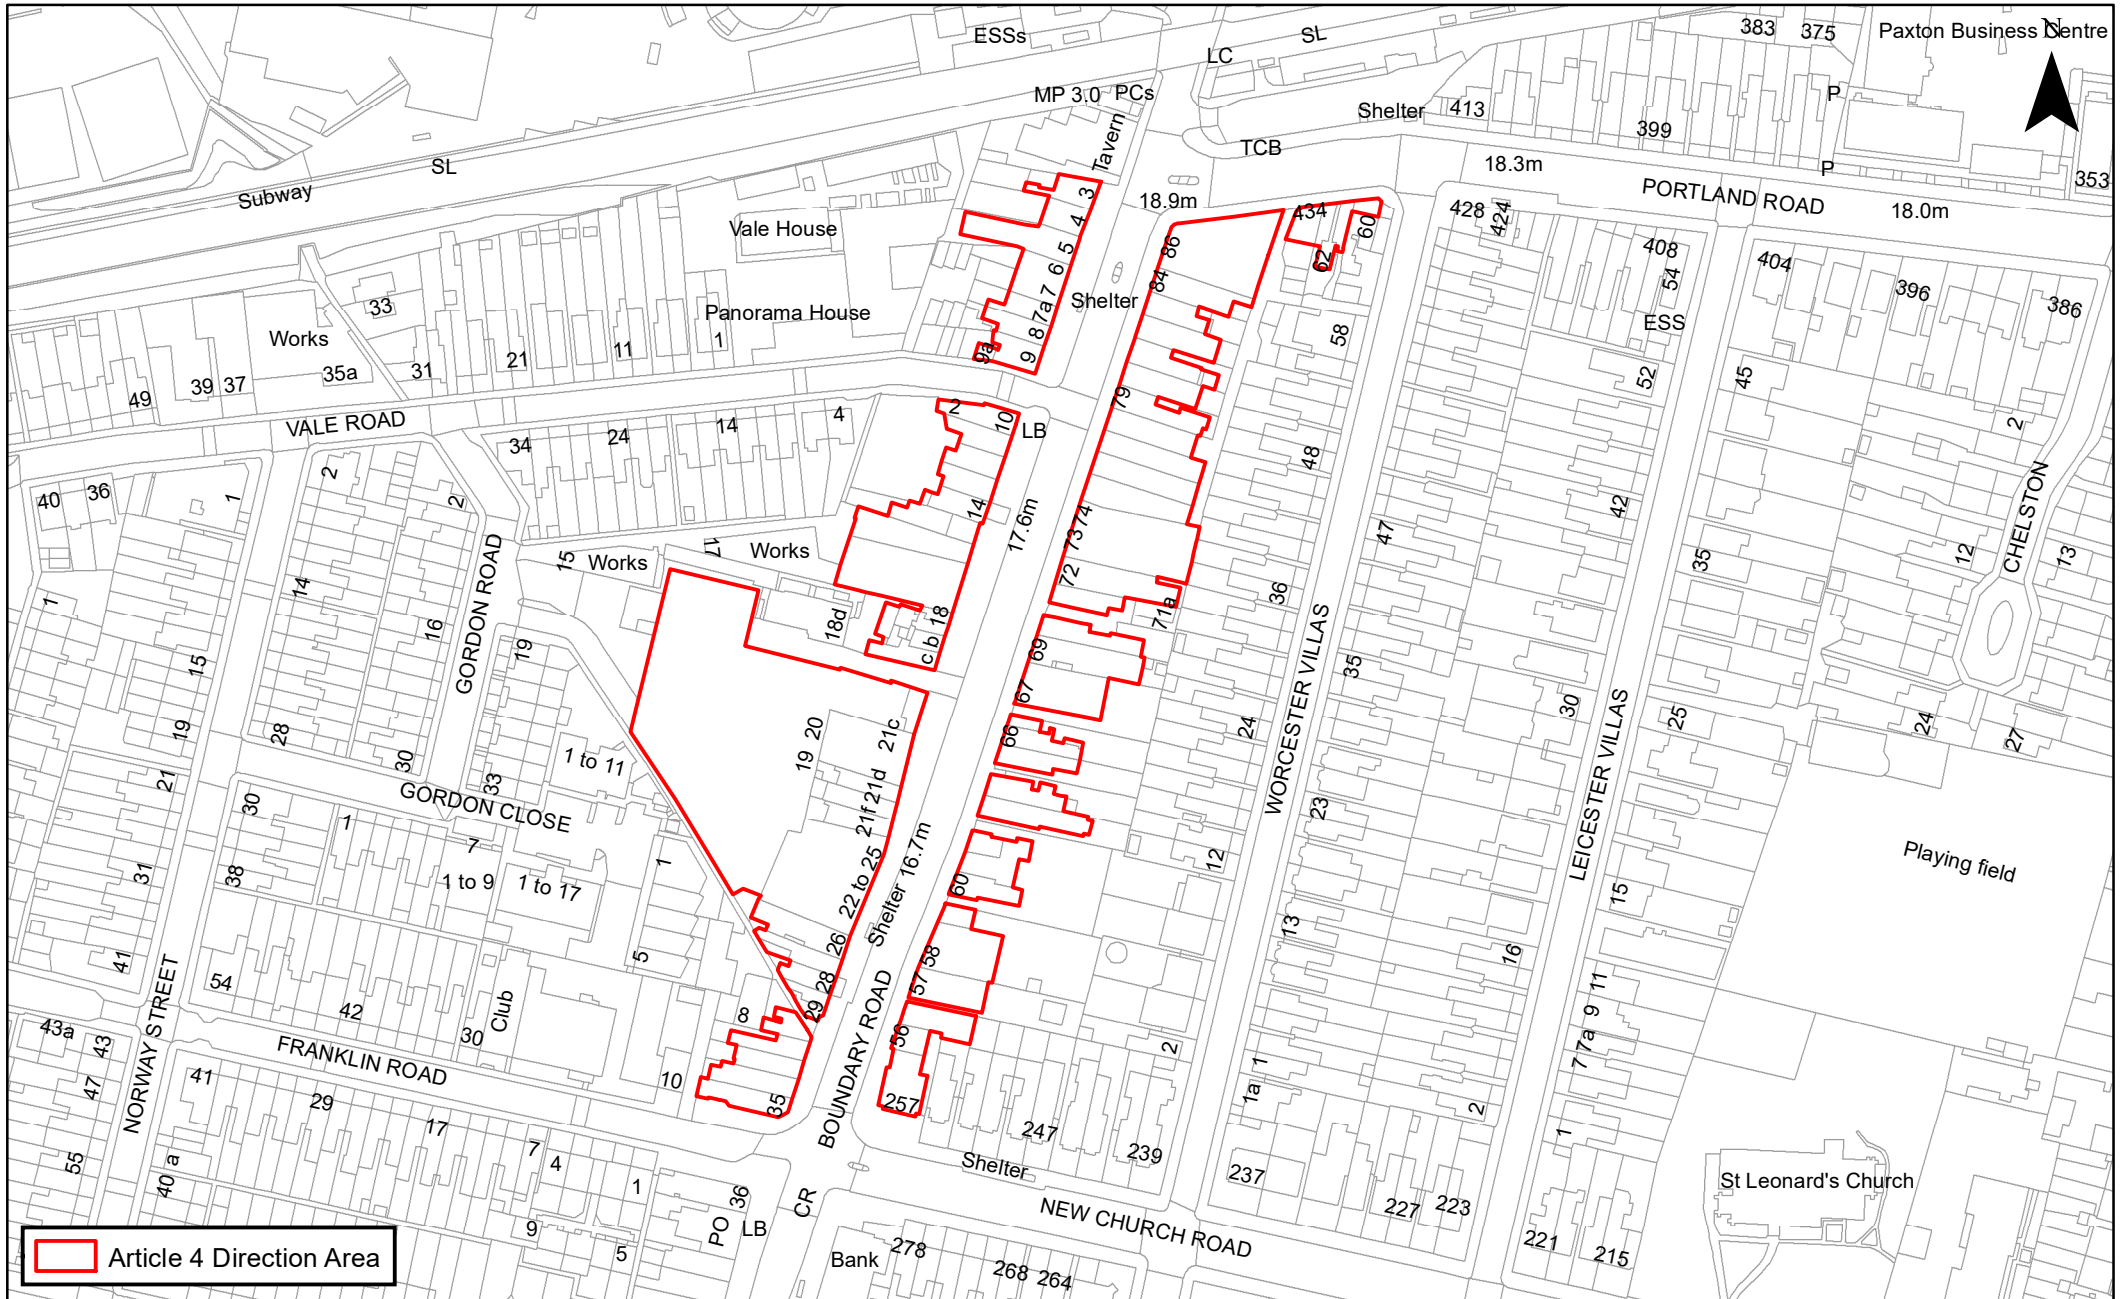 ESSs
SL
LC
383
375
Paxton Business Centre
N
MP 3.0
PCs
Shelter
413
P
399
Tavern
TCB
SL
Subway
18.3m
P
353
PORTLAND ROAD
18.0m
3
4
5
6
7
7a
8
9
9a
18.9m
434
60
62
428
424
408
54
ESS
404
396
386
Vale House
Panorama House
86
84
Shelter
58
33
Works
35a
31
21
11
1
49
39
37
VALE ROAD
34
24
14
4
2
10
LB
79
52
45
2
40
36
1
2
2
14
17.6m
48
42
CHELSTON
74
73
72
47
35
12
13
15
Works
17
Works
18d
18
b
c
71a
36
1
14
16
GORDON ROAD
19
15
69
67
WORCESTER VILLAS
35
30
LEICESTER VILLAS
25
24
27
19
28
30
33
1 to 11
20
19
21c
21d
21f
66
24
21
30
GORDON CLOSE
1
7
1 to 9
1 to 17
1
22 to 25
Shelter
16.7m
60
23
12
15
Playing field
31
38
41
54
42
30
Club
5
26
28
29
8
58
57
56
13
16
11
9
7a
7
NORWAY STREET
43a
43
47
55
FRANKLIN ROAD
10
35
BOUNDARY ROAD
257
2
1
1a
2
1
41
29
17
7
4
1
40 a
9
5
PO
36
LB
CR
Shelter
247
239
237
227
223
221
215
St Leonard's Church
NEW CHURCH ROAD
Bank
278
268
264
Article 4 Direction Area